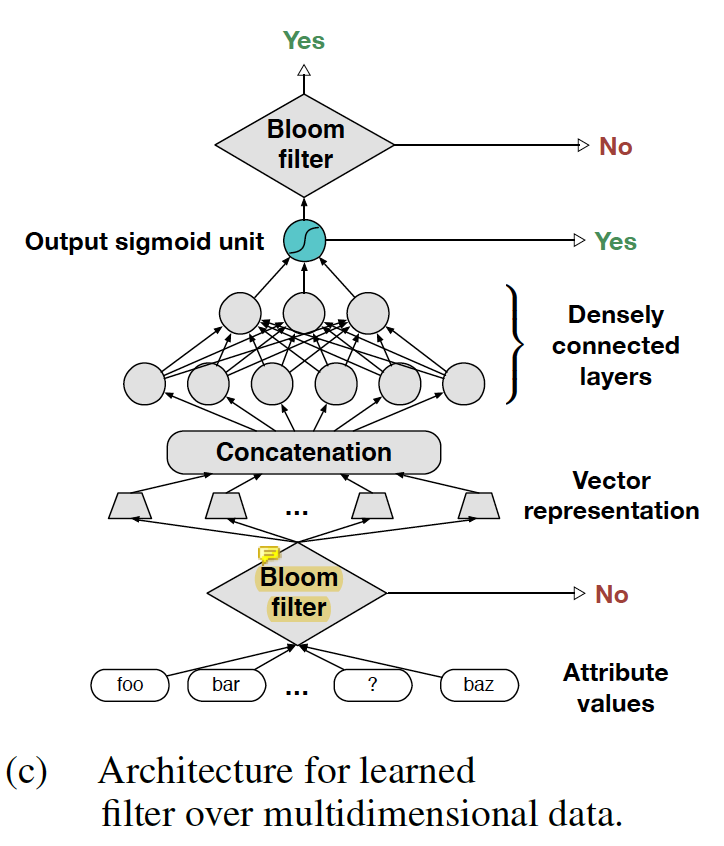 Yes
Bloom
filter
No
Output sigmoid unit
Yes
Densely
connected
layers
Concatenation
Vector
representation
...
Bloom
filter
No
foo bar ... ? baz
Attribute
values
(c) Architecture for learned
filter over multidimensional data.